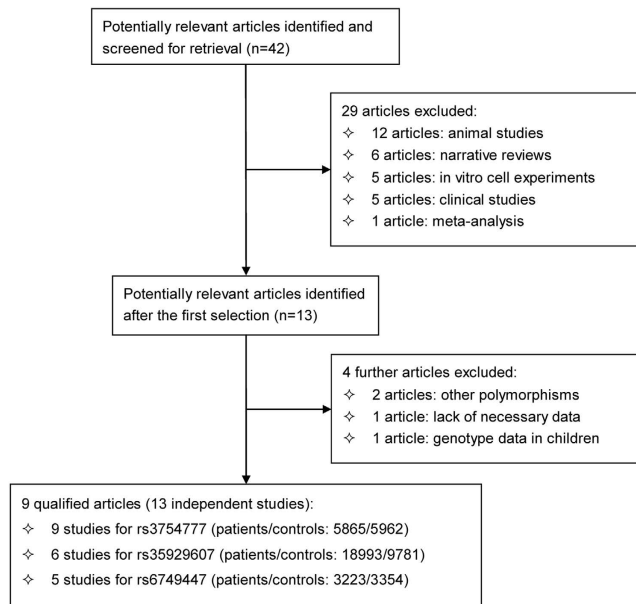 Potentially relevant articles identified and
screened for retrieval (n=42)
29 articles excluded:
✧ 12 articles: animal studies
✧ 6 articles: narrative reviews
✧ 5 articles: in vitro cell experiments
✧ 5 articles: clinical studies
✧ 1 article: meta-analysis
Potentially relevant articles identified
after the first selection (n=13)
4 further articles excluded:
✧ 2 articles: other polymorphisms
✧ 1 article: lack of necessary data
✧ 1 article: genotype data in children
9 qualified articles (13 independent studies):
✧ 9 studies for rs3754777 (patients/controls: 5865/5962)
✧ 6 studies for rs35929607 (patients/controls: 18993/9781)
✧ 5 studies for rs6749447 (patients/controls: 3223/3354)